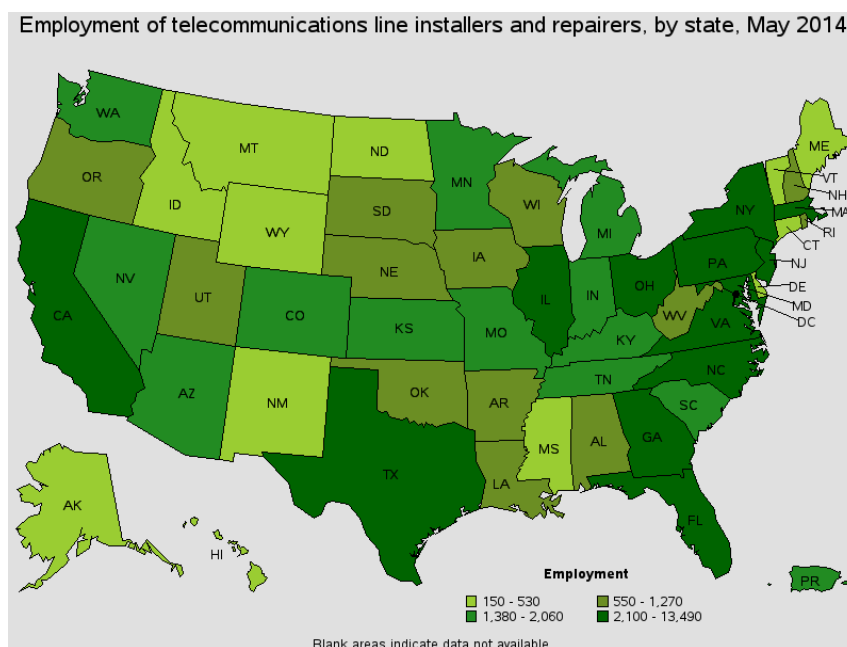 Employment of telecommunications line installers and repairers, by state, May 2014
WA
MT
ND
MN
ME
OR
ID
SD
WI
VT
NH
WY
MI
NY
MA
RI
CT
NV
UT
NE
IA
PA
NJ
CA
CO
IL
IN
OH
DE
MD
DC
KS
MO
WV
VA
KY
AZ
NM
OK
AR
TN
NC
SC
MS
AL
GA
TX
LA
FL
AK
HI
PR
Employment
150 - 530
550 - 1,270
1,380 - 2,060
2,100 - 13,490
Blank areas indicate data not available